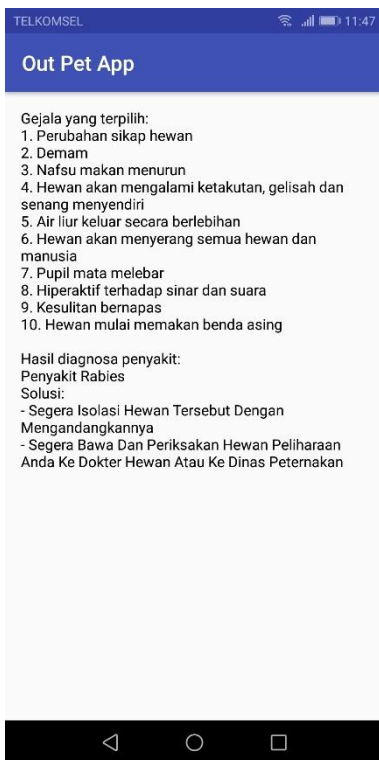 TELKOMSEL 11:47
Out Pet App
Gejala yang terpilih:
1. Perubahan sikap hewan
2. Demam
3. Nafsu makan menurun
4. Hewan akan mengalami ketakutan, gelisah dan
senang menyendiri
5. Air liur keluar secara berlebihan
6. Hewan akan menyerang semua hewan dan
manusia
7. Pupil mata melebar
8. Hiperaktif terhadap sinar dan suara
9. Kesulitan bernapas
10. Hewan mulai memakan benda asing
Hasil diagnosa penyakit:
Penyakit Rabies
Solusi:
- Segera Isolasi Hewan Tersebut Dengan
Mengandangkannya
- Segera Bawa Dan Periksakan Hewan Peliharaan
Anda Ke Dokter Hewan Atau Ke Dinas Peternakan